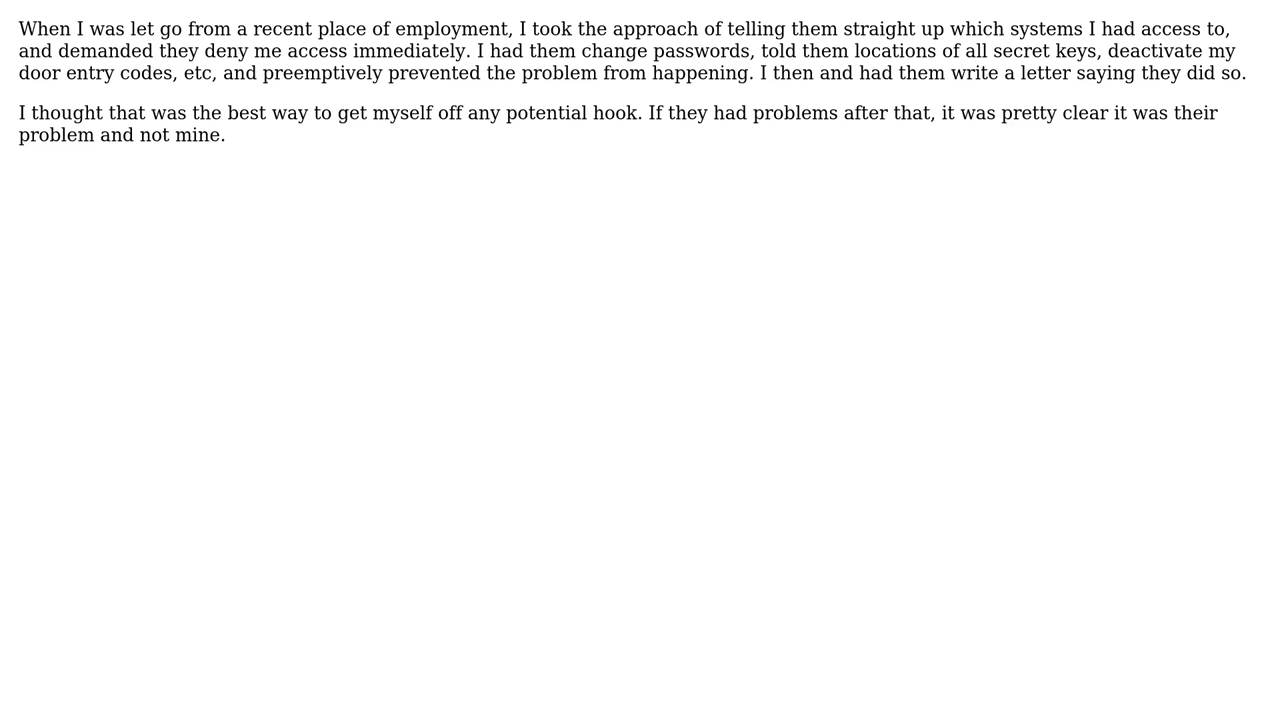 When I was let go from a recent place of employment, I took the approach of telling them straight up which systems I had access to,
and demanded they deny me access immediately. I had them change passwords, told them locations of all secret keys, deactivate my
door entry codes, etc, and preemptively prevented the problem from happening. I then and had them write a letter saying they did so.
I thought that was the best way to get myself off any potential hook. If they had problems after that, it was pretty clear it was their
problem and not mine.